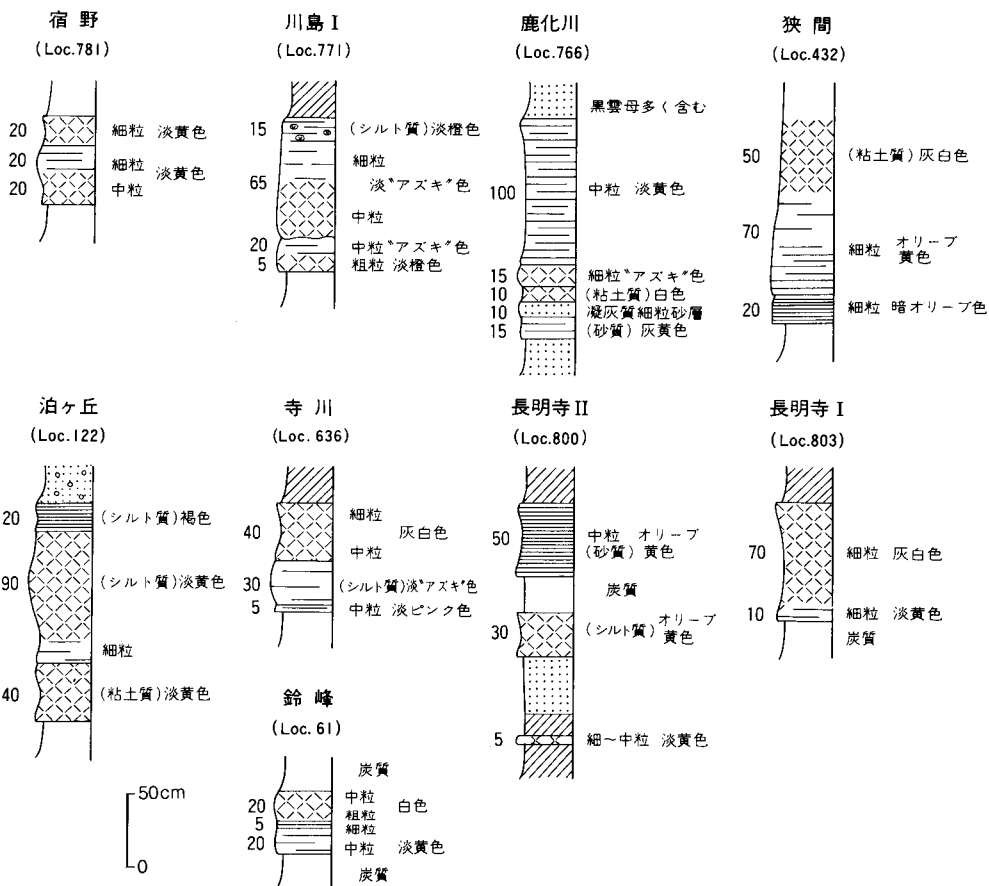 宿野
(Loc.781)
20 細粒 淡黄色
20 細粒
淡黄色
20 中粒
川島I
(Loc.771)
15 (シルト質)淡橙色
細粒
65 淡"アズキ"色
中粒
20 中粒"アズキ"色
5 粗粒 淡橙色
鹿化川
(Loc.766)
黒雲母多く含む
100 中粒 淡黄色
15 細粒"アズキ"色
10 (粘土質)白色
10 凝灰質細粒砂層
15 (砂質)灰黄色
狭間
(Loc.432)
50 (粘土質)灰白色
70 細粒 オリーブ
黄色
20 細粒 暗オリーブ色
泊ヶ丘
(Loc.122)
20 (シルト質)褐色
90 (シルト質)淡黄色
細粒
40 (粘土質)淡黄色
寺川
(Loc.636)
細粒
40 灰白色
中粒
30 (シルト質)淡"アズキ"色
5 中粒 淡ピンク色
長明寺II
(Loc.800)
50 中粒 オリーブ
(砂質) 黄色
炭質
30 (シルト質) オリーブ
黄色
5 細〜中粒 淡黄色
長明寺I
(Loc.803)
70 細粒 灰白色
10 細粒 淡黄色
炭質
鈴峰
(Loc.61)
炭質
中粒
20 白色
粗粒
5 細粒
20 中粒 淡黄色
炭質
50cm
0